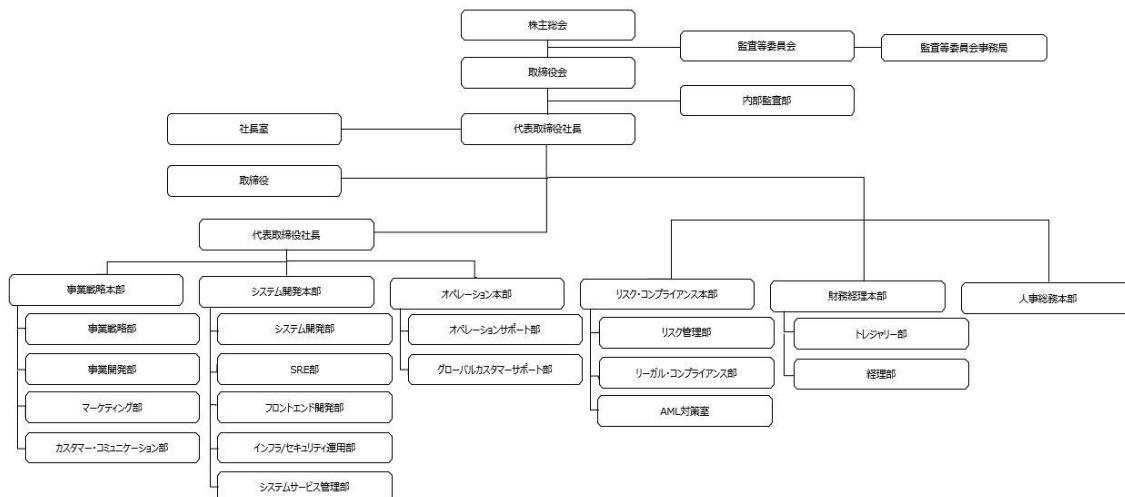 株主総会
監査等委員会
監査等委員会事務局
取締役会
内部監査部
社長室
代表取締役社長
取締役
代表取締役社長
事業戦略本部
システム開発本部
オペレーション本部
リスク・コンプライアンス本部
財務経理本部
人事総務本部
事業戦略部
システム開発部
オペレーションサポート部
リスク管理部
トレジャリー部
事業開発部
SRE部
グローバルカスタマーサポート部
リーガル・コンプライアンス部
経理部
マーケティング部
フロントエンド開発部
AML対策室
カスタマー・コミュニケーション部
インフラ/セキュリティ運用部
システムサービス管理部